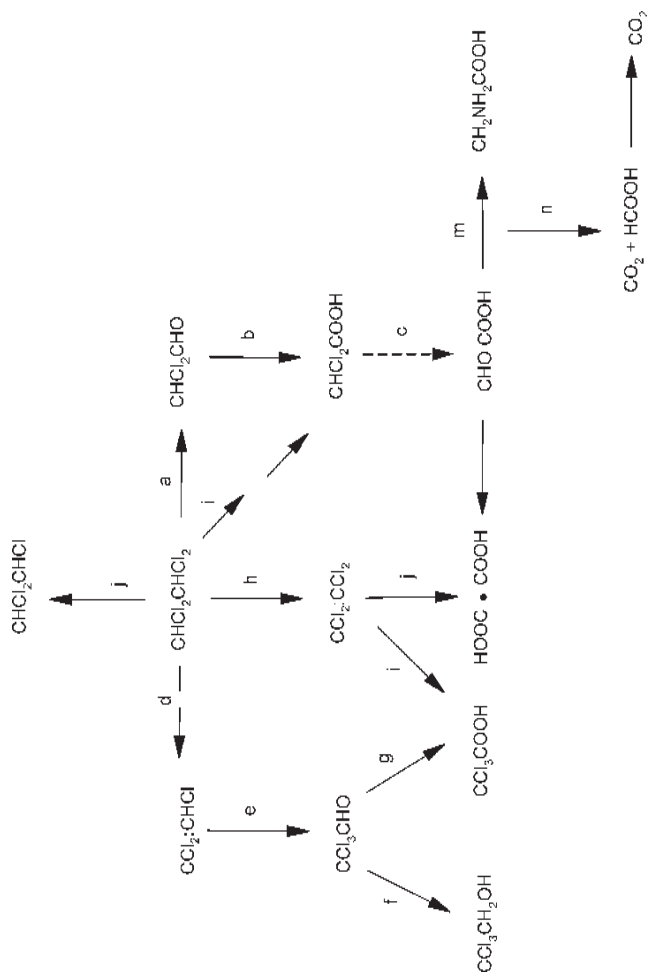 CHCl₂CHCl
j
d a
CCl₂:CHCl CHCl₂CHCl₂ CHCl₂CHO
e h i b
CCl₃CHO CCl₂:CCl₂ CHCl₂COOH
f g i j c
CCl₃CH₂OH CCl₃COOH HOOC • COOH CHO COOH m CH₂NH₂COOH
n
CO₂ + HCOOH CO₂